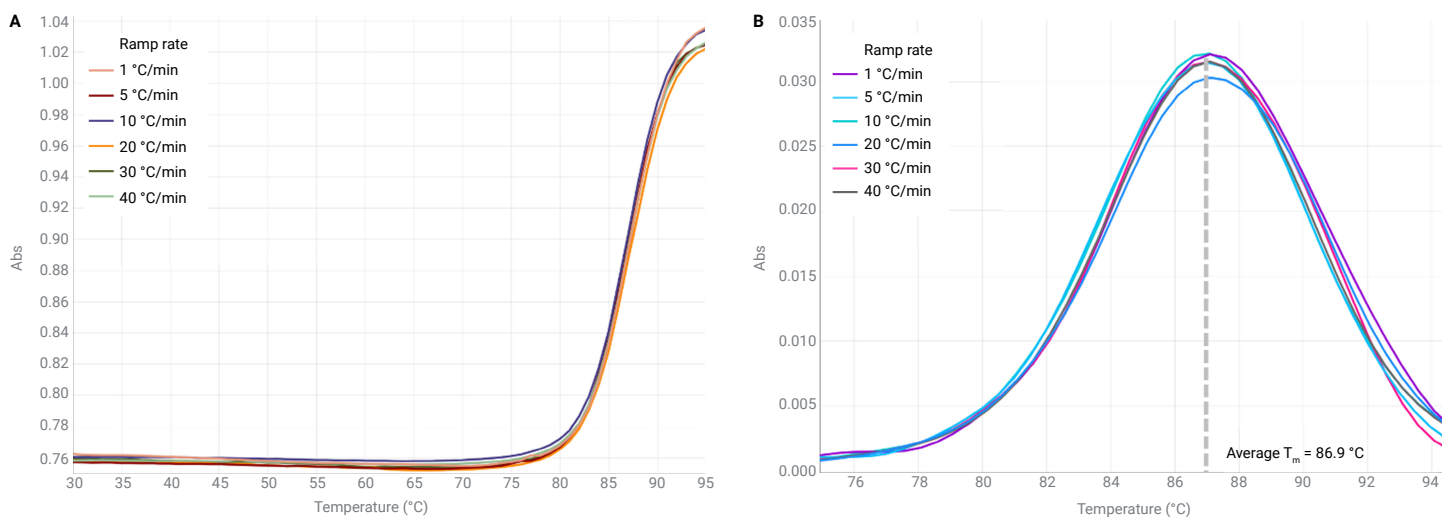 A
1.04
1.02
1.00
0.98
0.96
0.94
0.92
0.90
0.88
0.86
0.84
0.82
0.80
0.78
0.76
Abs
Ramp rate
1 °C/min
5 °C/min
10 °C/min
20 °C/min
30 °C/min
40 °C/min
30 35 40 45 50 55 60 65 70 75 80 85 90 95
Temperature (°C)
B
0.035
0.030
0.025
0.020
0.015
0.010
0.005
0.000
Abs
Ramp rate
1 °C/min
5 °C/min
10 °C/min
20 °C/min
30 °C/min
40 °C/min
Average Tm = 86.9 °C
76 78 80 82 84 86 88 90 92 94
Temperature (°C)